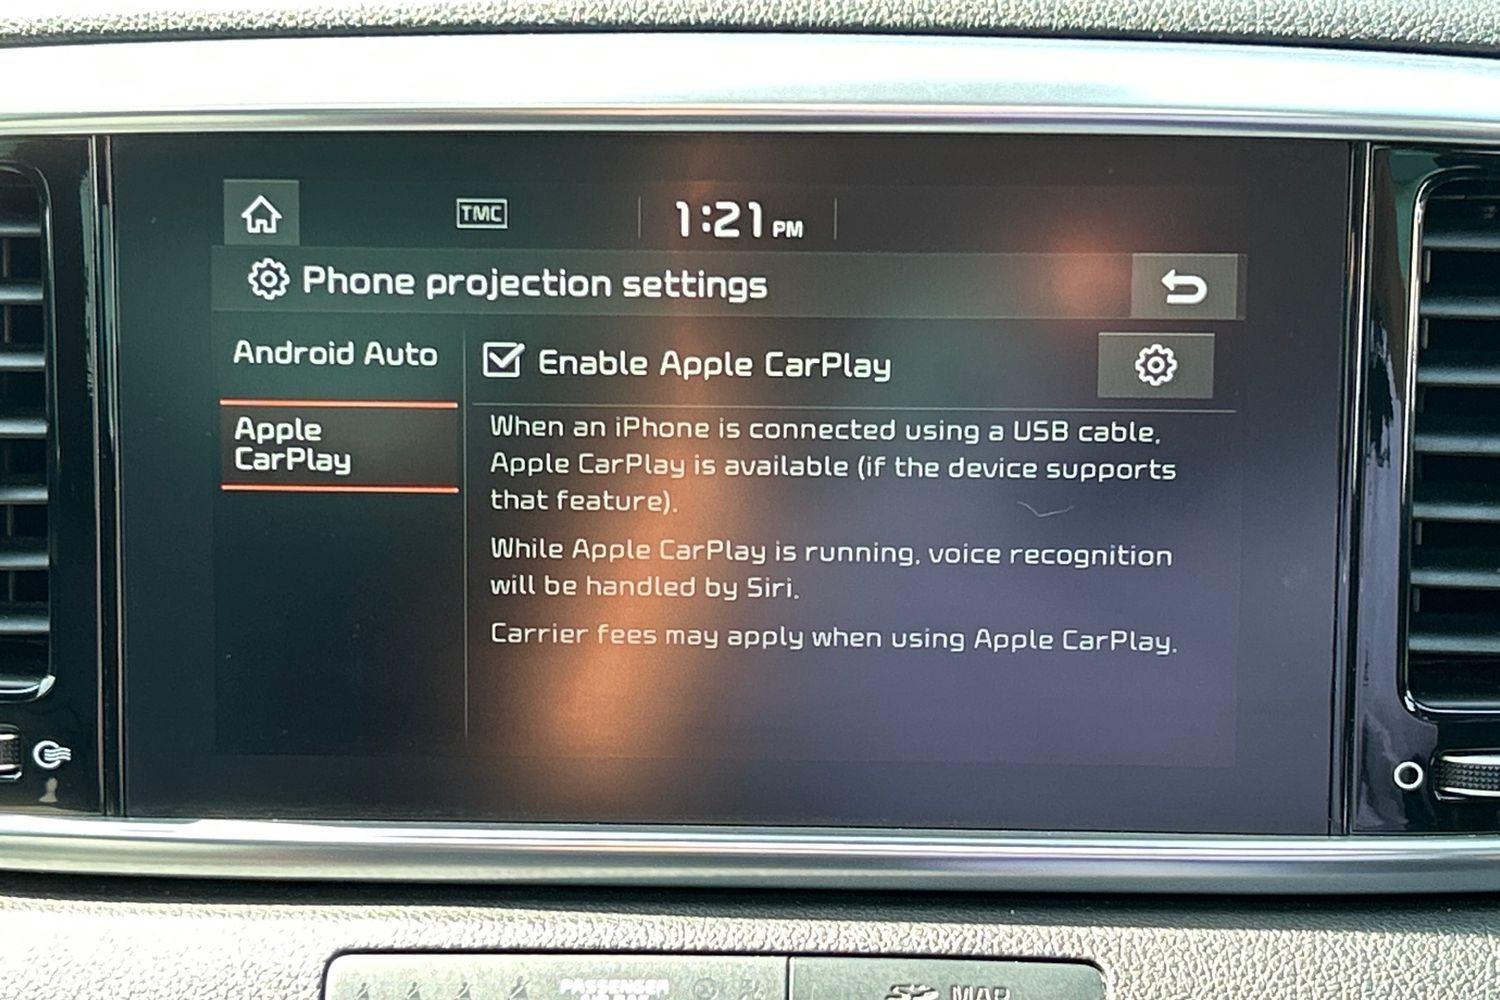 TMC
1:21 PM
Phone projection settings
Android Auto
Apple
CarPlay
Enable Apple CarPlay
When an iPhone is connected using a USB cable,
Apple CarPlay is available (if the device supports
that feature).
While Apple CarPlay is running, voice recognition
will be handled by Siri.
Carrier fees may apply when using Apple CarPlay.
PASSENGER
MAP